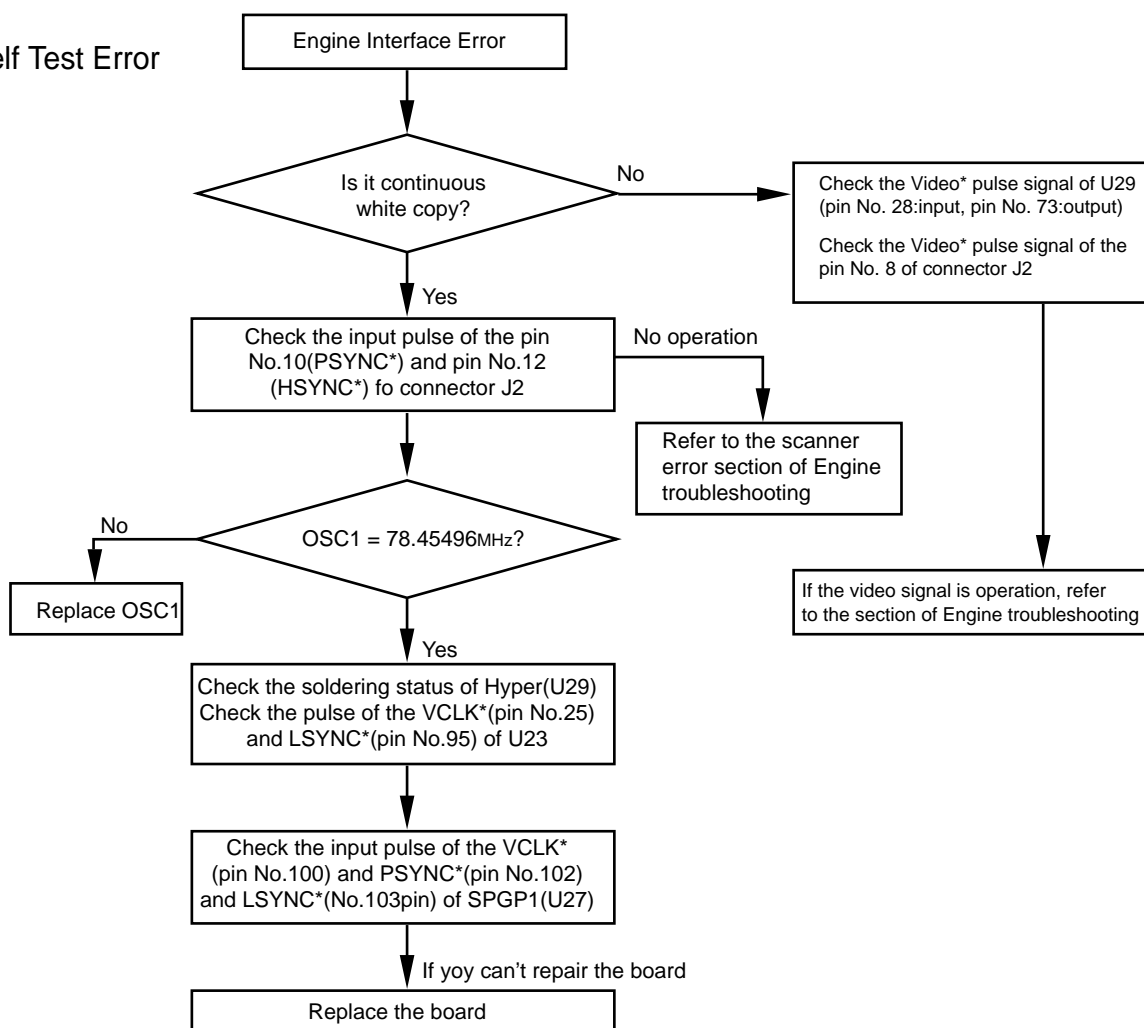 elf Test Error
Engine Interface Error
Is it continuous
white copy?
No
Check the Video* pulse signal of U29
(pin No. 28:input, pin No. 73:output)
Check the Video* pulse signal of the
pin No. 8 of connector J2
Yes
Check the input pulse of the pin
No.10(PSYNC*) and pin No.12
(HSYNC*) fo connector J2
No operation
Refer to the scanner
error section of Engine
troubleshooting
No
OSC1 = 78.45496MHz?
Replace OSC1
If the video signal is operation, refer
to the section of Engine troubleshooting
Yes
Check the soldering status of Hyper(U29)
Check the pulse of the VCLK*(pin No.25)
and LSYNC*(pin No.95) of U23
Check the input pulse of the VCLK*
(pin No.100) and PSYNC*(pin No.102)
and LSYNC*(No.103pin) of SPGP1(U27)
If yoy can't repair the board
Replace the board